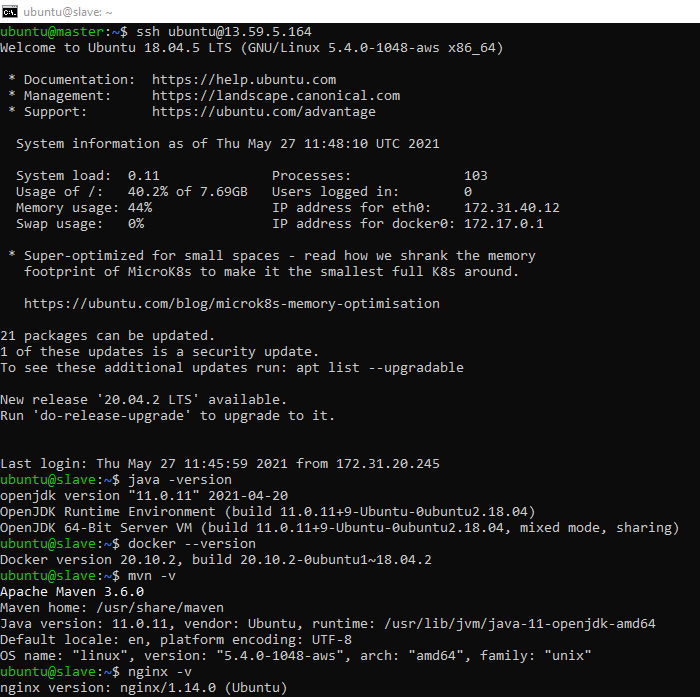 ubuntu@slave: ~
ubuntu@master:~$ ssh ubuntu@13.59.5.164
Welcome to Ubuntu 18.04.5 LTS (GNU/Linux 5.4.0-1048-aws x86_64)
* Documentation:  https://help.ubuntu.com
* Management:     https://landscape.canonical.com
* Support:        https://ubuntu.com/advantage
System information as of Thu May 27 11:48:10 UTC 2021
System load:  0.11              Processes:              103
Usage of /:   40.2% of 7.69GB   Users logged in:        0
Memory usage: 44%               IP address for eth0:    172.31.40.12
Swap usage:   0%                IP address for docker0: 172.17.0.1
* Super-optimized for small spaces - read how we shrank the memory
footprint of MicroK8s to make it the smallest full K8s around.
https://ubuntu.com/blog/microk8s-memory-optimisation
21 packages can be updated.
1 of these updates is a security update.
To see these additional updates run: apt list --upgradable
New release '20.04.2 LTS' available.
Run 'do-release-upgrade' to upgrade to it.
Last login: Thu May 27 11:45:59 2021 from 172.31.20.245
ubuntu@slave:~$ java -version
openjdk version "11.0.11" 2021-04-20
OpenJDK Runtime Environment (build 11.0.11+9-Ubuntu-0ubuntu2.18.04)
OpenJDK 64-Bit Server VM (build 11.0.11+9-Ubuntu-0ubuntu2.18.04, mixed mode, sharing)
ubuntu@slave:~$ docker --version
Docker version 20.10.2, build 20.10.2-0ubuntu1~18.04.2
ubuntu@slave:~$ mvn -v
Apache Maven 3.6.0
Maven home: /usr/share/maven
Java version: 11.0.11, vendor: Ubuntu, runtime: /usr/lib/jvm/java-11-openjdk-amd64
Default locale: en, platform encoding: UTF-8
OS name: "linux", version: "5.4.0-1048-aws", arch: "amd64", family: "unix"
ubuntu@slave:~$ nginx -v
nginx version: nginx/1.14.0 (Ubuntu)